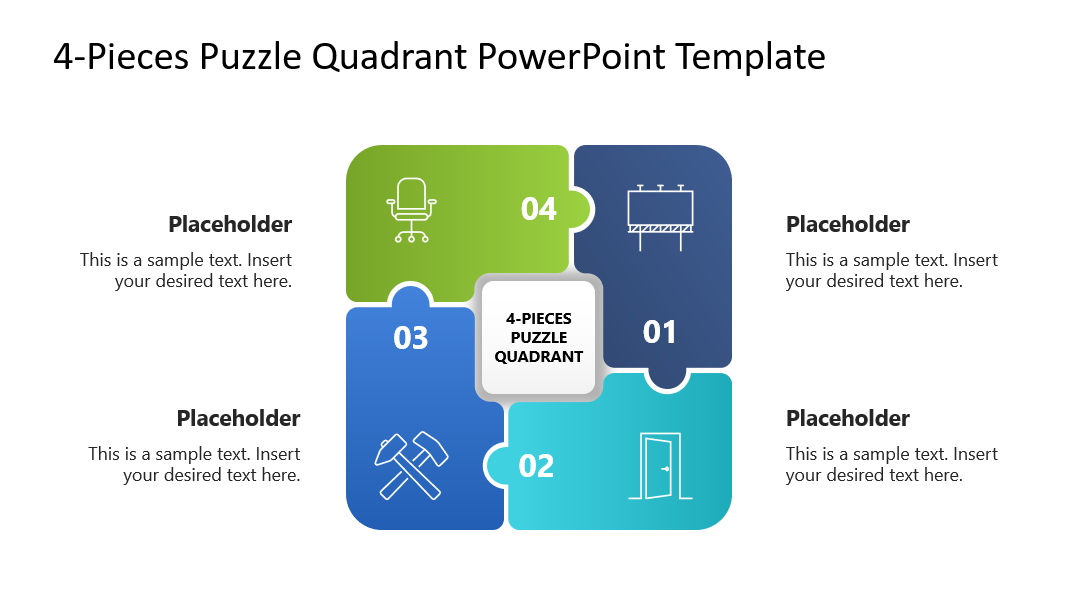 4-Pieces Puzzle Quadrant PowerPoint Template
Placeholder
This is a sample text. Insert
your desired text here.
04
Placeholder
This is a sample text. Insert
your desired text here.
4-PIECES
PUZZLE
QUADRANT
03
01
Placeholder
This is a sample text. Insert
your desired text here.
02
Placeholder
This is a sample text. Insert
your desired text here.